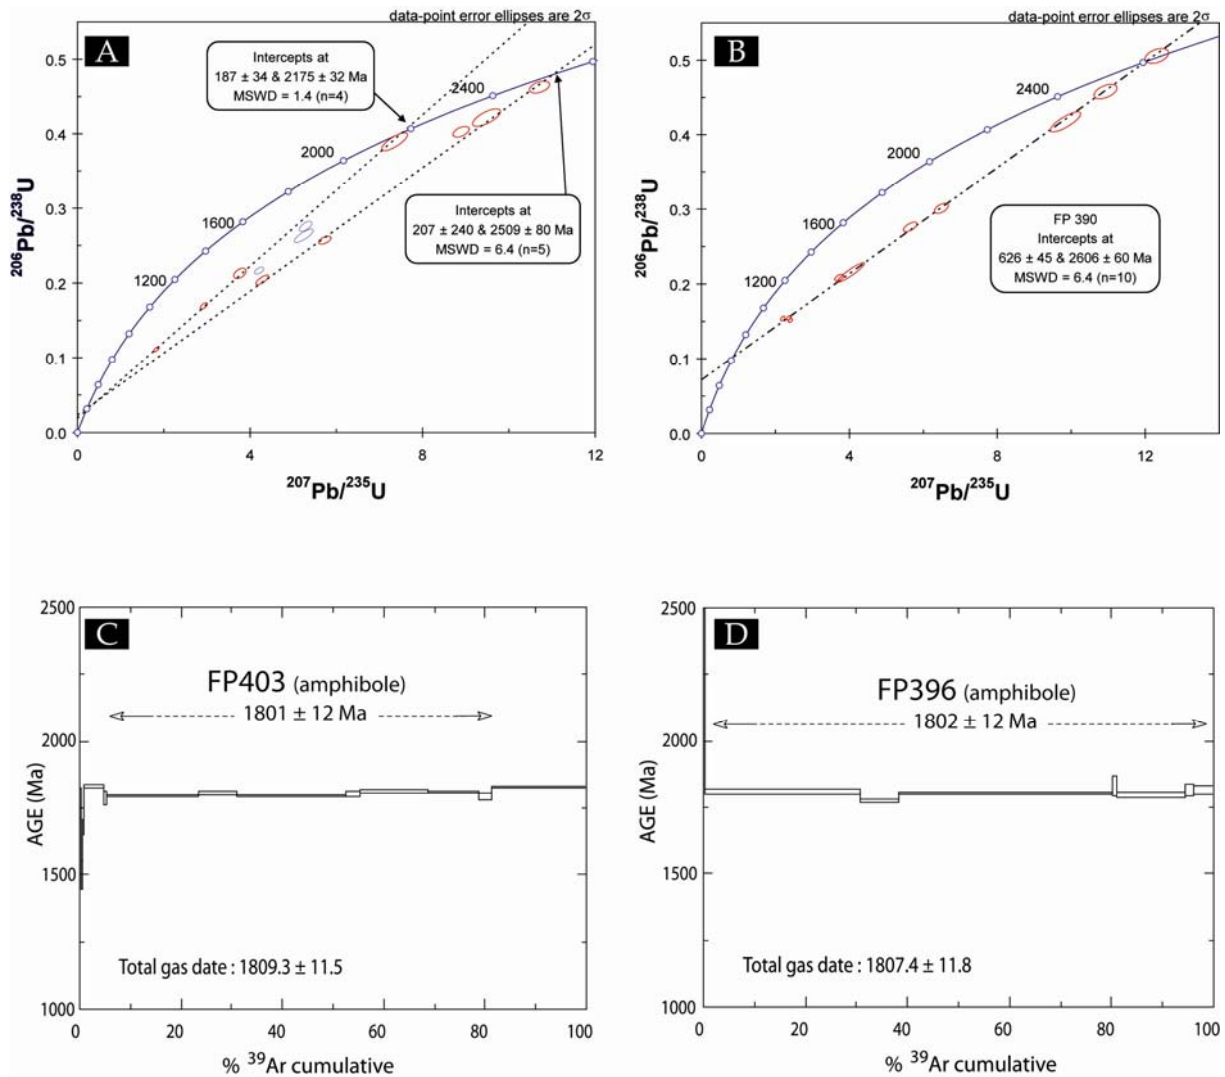 data-point error ellipses are 2σ
A
Intercepts at
187 ± 34 & 2175 ± 32 Ma
MSWD = 1.4 (n=4)
2400
2000
1600
1200
Intercepts at
207 ± 240 & 2509 ± 80 Ma
MSWD = 6.4 (n=5)
0.5
0.4
0.3
0.2
0.1
0.0
0 4 8 12
206Pb/238U
207Pb/235U
data-point error ellipses are 2σ
B
2400
2000
1600
1200
FP 390
Intercepts at
626 ± 45 & 2606 ± 60 Ma
MSWD = 6.4 (n=10)
0.5
0.4
0.3
0.2
0.1
0.0
0 4 8 12
206Pb/238U
207Pb/235U
C
FP403 (amphibole)
1801 ± 12 Ma
Total gas date : 1809.3 ± 11.5
2500
2000
1500
1000
AGE (Ma)
0 20 40 60 80 100
% 39Ar cumulative
D
FP396 (amphibole)
1802 ± 12 Ma
Total gas date : 1807.4 ± 11.8
2500
2000
1500
1000
AGE (Ma)
0 20 40 60 80 100
% 39Ar cumulative